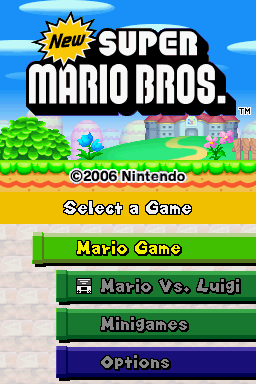 New
SUPER
MARIO BROS.
™
©2006 Nintendo
Select a Game
Mario Game
Mario Vs. Luigi
Minigames
Options